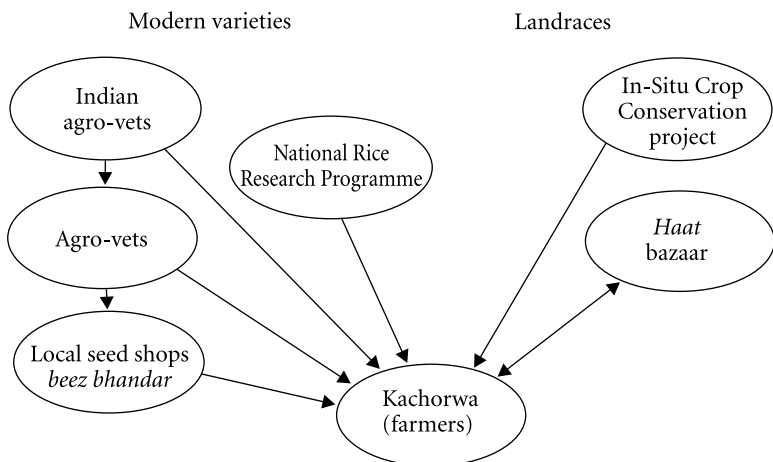 Modern varieties
Landraces
Indian
agro-vets
National Rice
Research Programme
In-Situ Crop
Conservation
project
Agro-vets
Haat
bazaar
Local seed shops
beez bhandar
Kachorwa
(farmers)